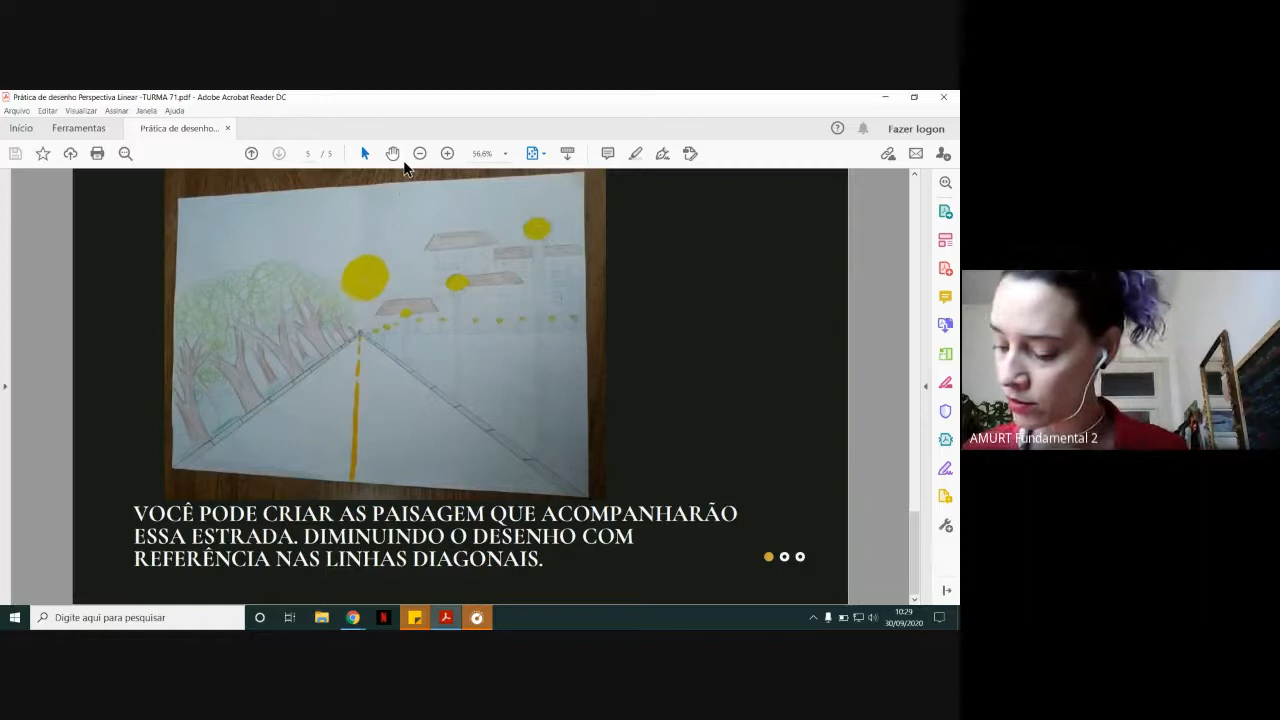 Prática de desenho Perspectiva Linear -TURMA 71.pdf - Adobe Acrobat Reader DC
Arquivo Editar Visualizar Assinar Janela Ajuda
Início Ferramentas Prática de desenho... × Fazer logon
5 / 5 56,6%
VOCÊ PODE CRIAR AS PAISAGEM QUE ACOMPANHARÃO
ESSA ESTRADA. DIMINUINDO O DESENHO COM
REFERÊNCIA NAS LINHAS DIAGONAIS.
AMURT Fundamental 2
Digite aqui para pesquisar
10:29
30/09/2020